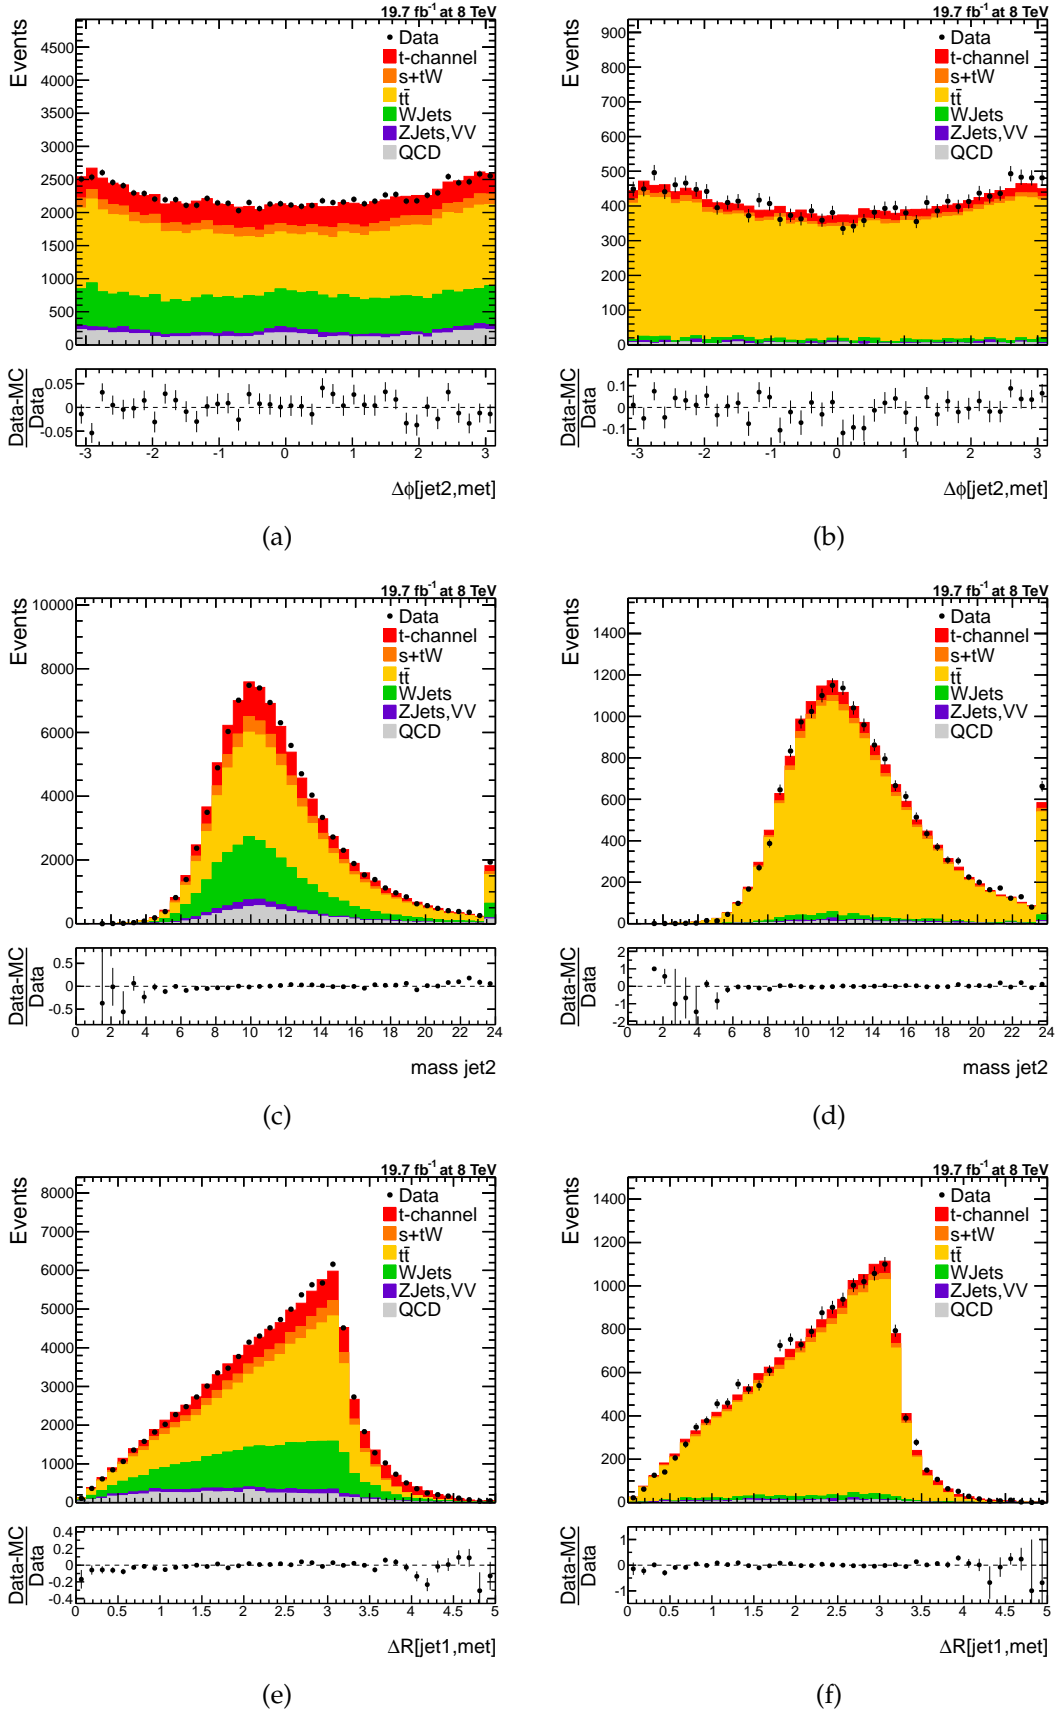 19.7 fb⁻¹ at 8 TeV
Events
4500
4000
3500
3000
2500
2000
1500
1000
500
0
Data
t-channel
s+tW
tt̄
WJets
ZJets,VV
QCD
Data-MC
Data
0.05
0
-0.05
-3 -2 -1 0 1 2 3
Δϕ[jet2,met]
(a)
19.7 fb⁻¹ at 8 TeV
Events
900
800
700
600
500
400
300
200
100
0
Data
t-channel
s+tW
tt̄
WJets
ZJets,VV
QCD
Data-MC
Data
0.1
0
-0.1
-3 -2 -1 0 1 2 3
Δϕ[jet2,met]
(b)
19.7 fb⁻¹ at 8 TeV
Events
10000
8000
6000
4000
2000
0
Data
t-channel
s+tW
tt̄
WJets
ZJets,VV
QCD
Data-MC
Data
0.5
0
-0.5
0 2 4 6 8 10 12 14 16 18 20 22 24
mass jet2
(c)
19.7 fb⁻¹ at 8 TeV
Events
1400
1200
1000
800
600
400
200
0
Data
t-channel
s+tW
tt̄
WJets
ZJets,VV
QCD
Data-MC
Data
2
1
0
-1
-2
0 2 4 6 8 10 12 14 16 18 20 22 24
mass jet2
(d)
19.7 fb⁻¹ at 8 TeV
Events
8000
7000
6000
5000
4000
3000
2000
1000
0
Data
t-channel
s+tW
tt̄
WJets
ZJets,VV
QCD
Data-MC
Data
0.4
0.2
0.0
-0.2
-0.4
0 0.5 1 1.5 2 2.5 3 3.5 4 4.5 5
ΔR[jet1,met]
(e)
19.7 fb⁻¹ at 8 TeV
Events
1400
1200
1000
800
600
400
200
0
Data
t-channel
s+tW
tt̄
WJets
ZJets,VV
QCD
Data-MC
Data
1
0
-1
0 0.5 1 1.5 2 2.5 3 3.5 4 4.5 5
ΔR[jet1,met]
(f)